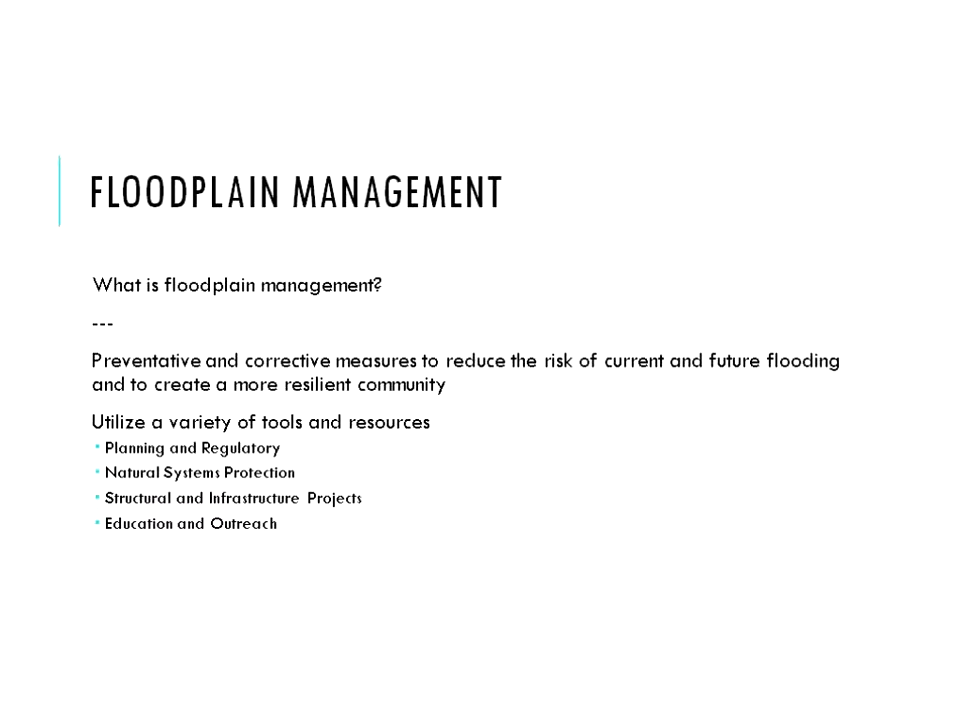 FLOODPLAIN MANAGEMENT
What is floodplain management?
---
Preventative and corrective measures to reduce the risk of current and future flooding
and to create a more resilient community
Utilize a variety of tools and resources
• Planning and Regulatory
• Natural Systems Protection
• Structural and Infrastructure Projects
• Education and Outreach